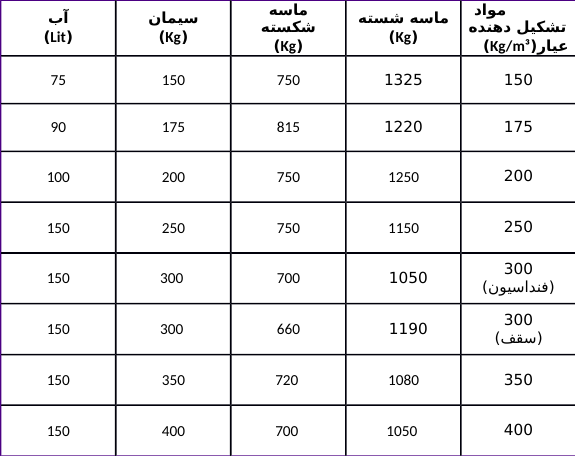 مواد تشکیل دهنده عیار(Kg/m³) ماسه شسته (Kg) ماسه شکسته (Kg) سیمان (Kg) آب (Lit)
150 1325 750 150 75
175 1220 815 175 90
200 1250 750 200 100
250 1150 750 250 150
300 (فنداسیون) 1050 700 300 150
300 (سقف) 1190 660 300 150
350 1080 720 350 150
400 1050 700 400 150